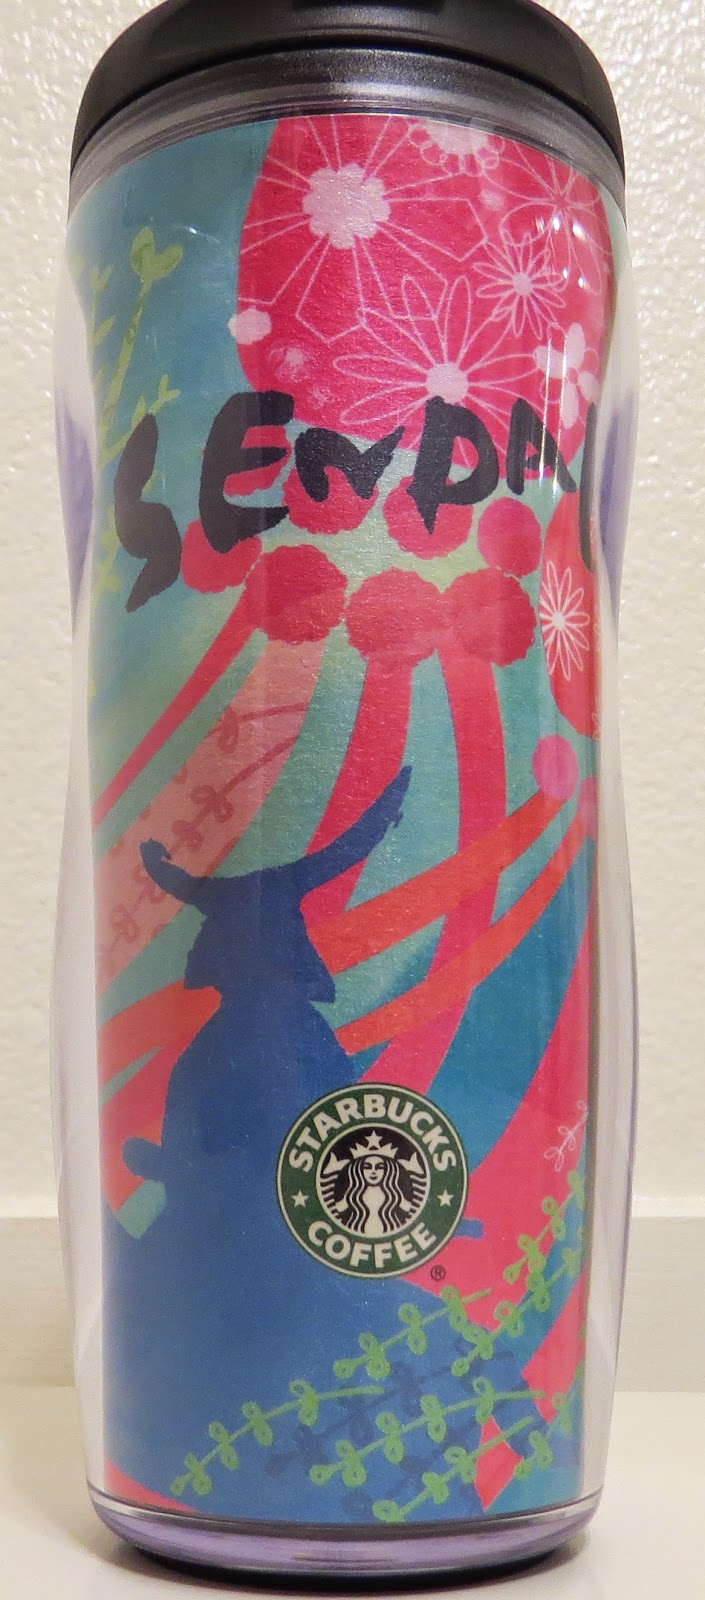 SENDAI
STARBUCKS
COFFEE
®